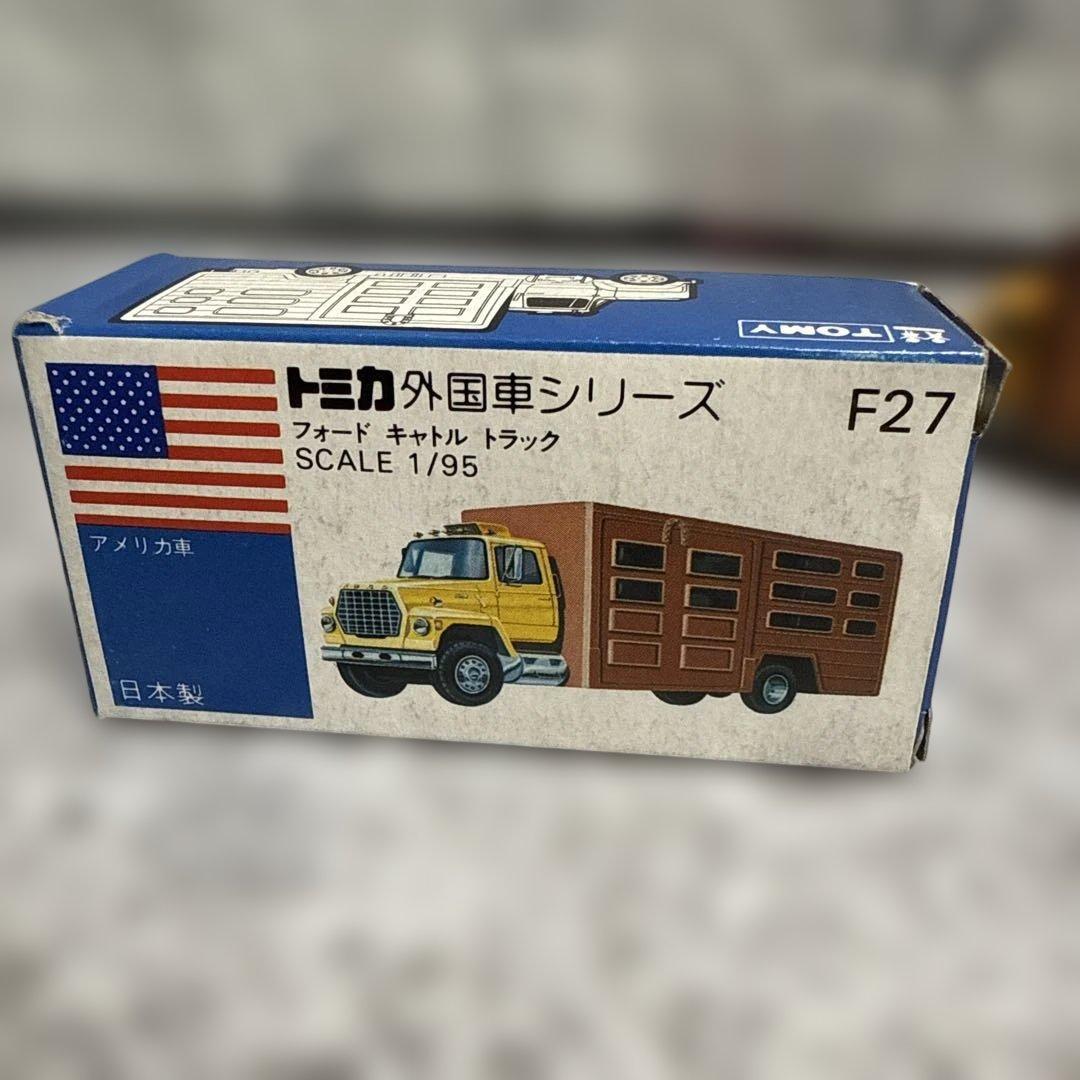 TOMY
トミカ外国車シリーズ
F27
フォード キャトル トラック
SCALE 1/95
アメリカ車
日本製